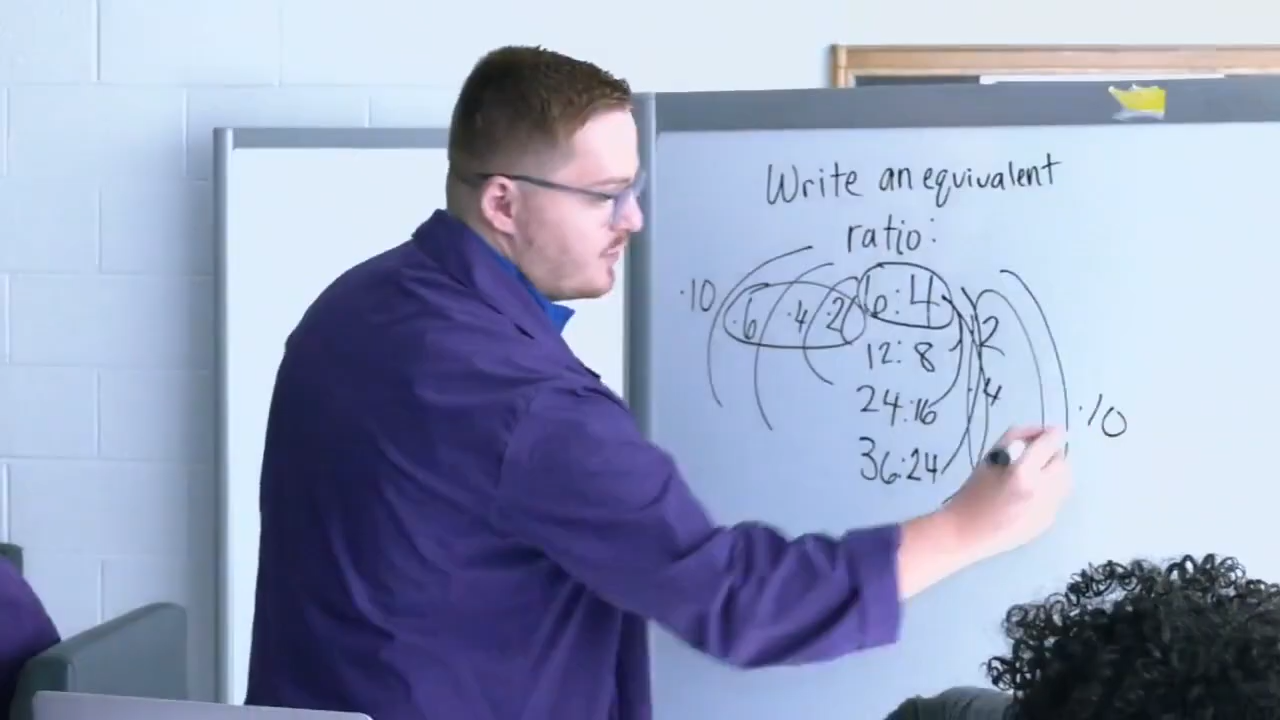 Write an equivalent
ratio:
·10 ·6 ·4 ·2 6:4 2
12:8
24:16 4
36:24 ·10